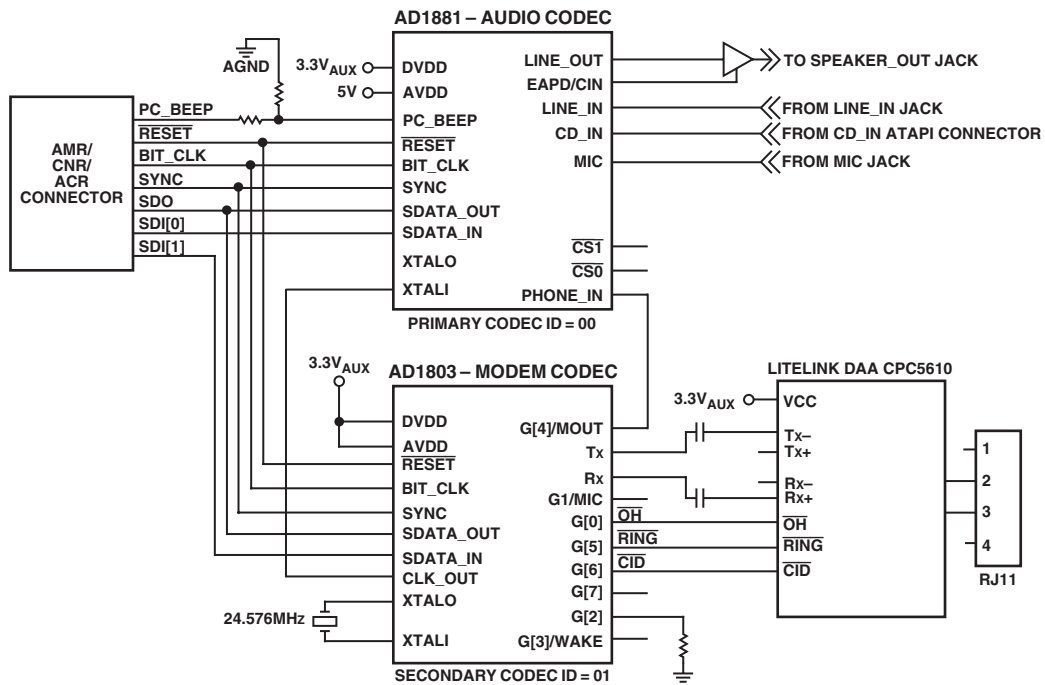 AD1881 – AUDIO CODEC
AGND
3.3VAUX
5V
DVDD
AVDD
PC_BEEP
RESET
BIT_CLK
SYNC
SDATA_OUT
SDATA_IN
XTALO
XTALI
LINE_OUT
EAPD/CIN
LINE_IN
CD_IN
MIC
CS1
CS0
PHONE_IN
TO SPEAKER_OUT JACK
FROM LINE_IN JACK
FROM CD_IN ATAPI CONNECTOR
FROM MIC JACK
PRIMARY CODEC ID = 00
AMR/
CNR/
ACR
CONNECTOR
PC_BEEP
RESET
BIT_CLK
SYNC
SDO
SDI[0]
SDI[1]
3.3VAUX
AD1803 – MODEM CODEC
DVDD
AVDD
RESET
BIT_CLK
SYNC
SDATA_OUT
SDATA_IN
CLK_OUT
XTALO
XTALI
24.576MHz
G[4]/MOUT
Tx
Rx
G1/MIC
G[0]
G[5]
G[6]
G[7]
G[2]
G[3]/WAKE
OH
RING
CID
SECONDARY CODEC ID = 01
LITELINK DAA CPC5610
3.3VAUX
VCC
Tx–
Tx+
Rx–
Rx+
OH
RING
CID
1
2
3
4
RJ11